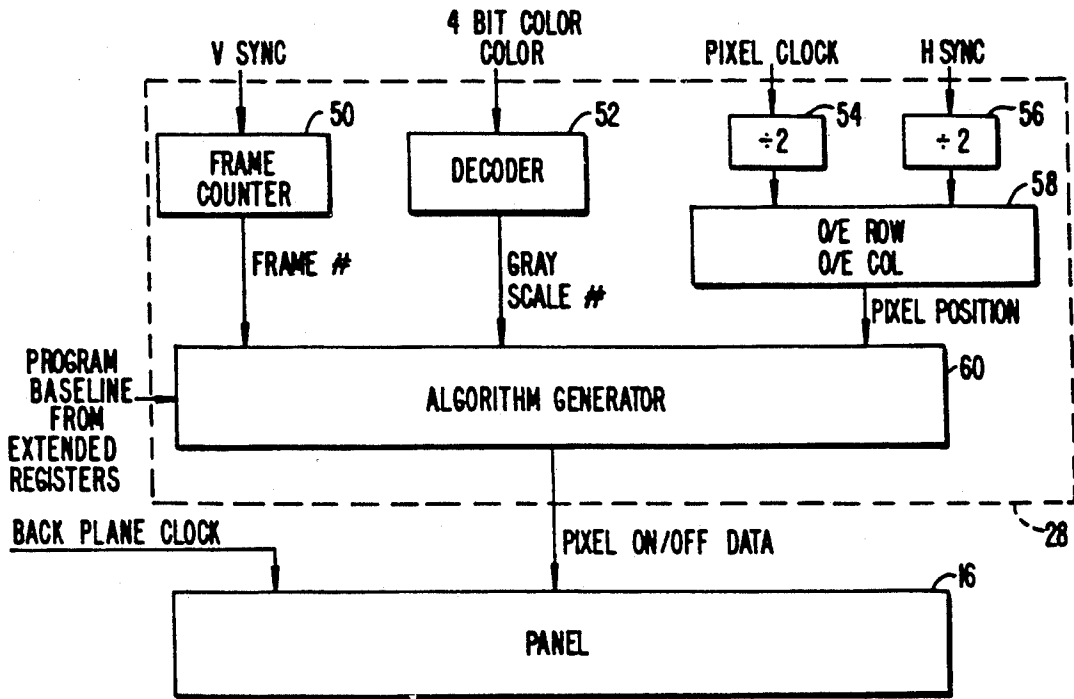 V SYNC
4 BIT COLOR
COLOR
PIXEL CLOCK
H SYNC
50
FRAME
COUNTER
52
DECODER
54
÷2
56
÷2
58
O/E ROW
O/E COL
FRAME #
GRAY
SCALE #
PIXEL POSITION
PROGRAM
BASELINE
FROM
EXTENDED
REGISTERS
60
ALGORITHM GENERATOR
28
BACK PLANE CLOCK
PIXEL ON/OFF DATA
16
PANEL